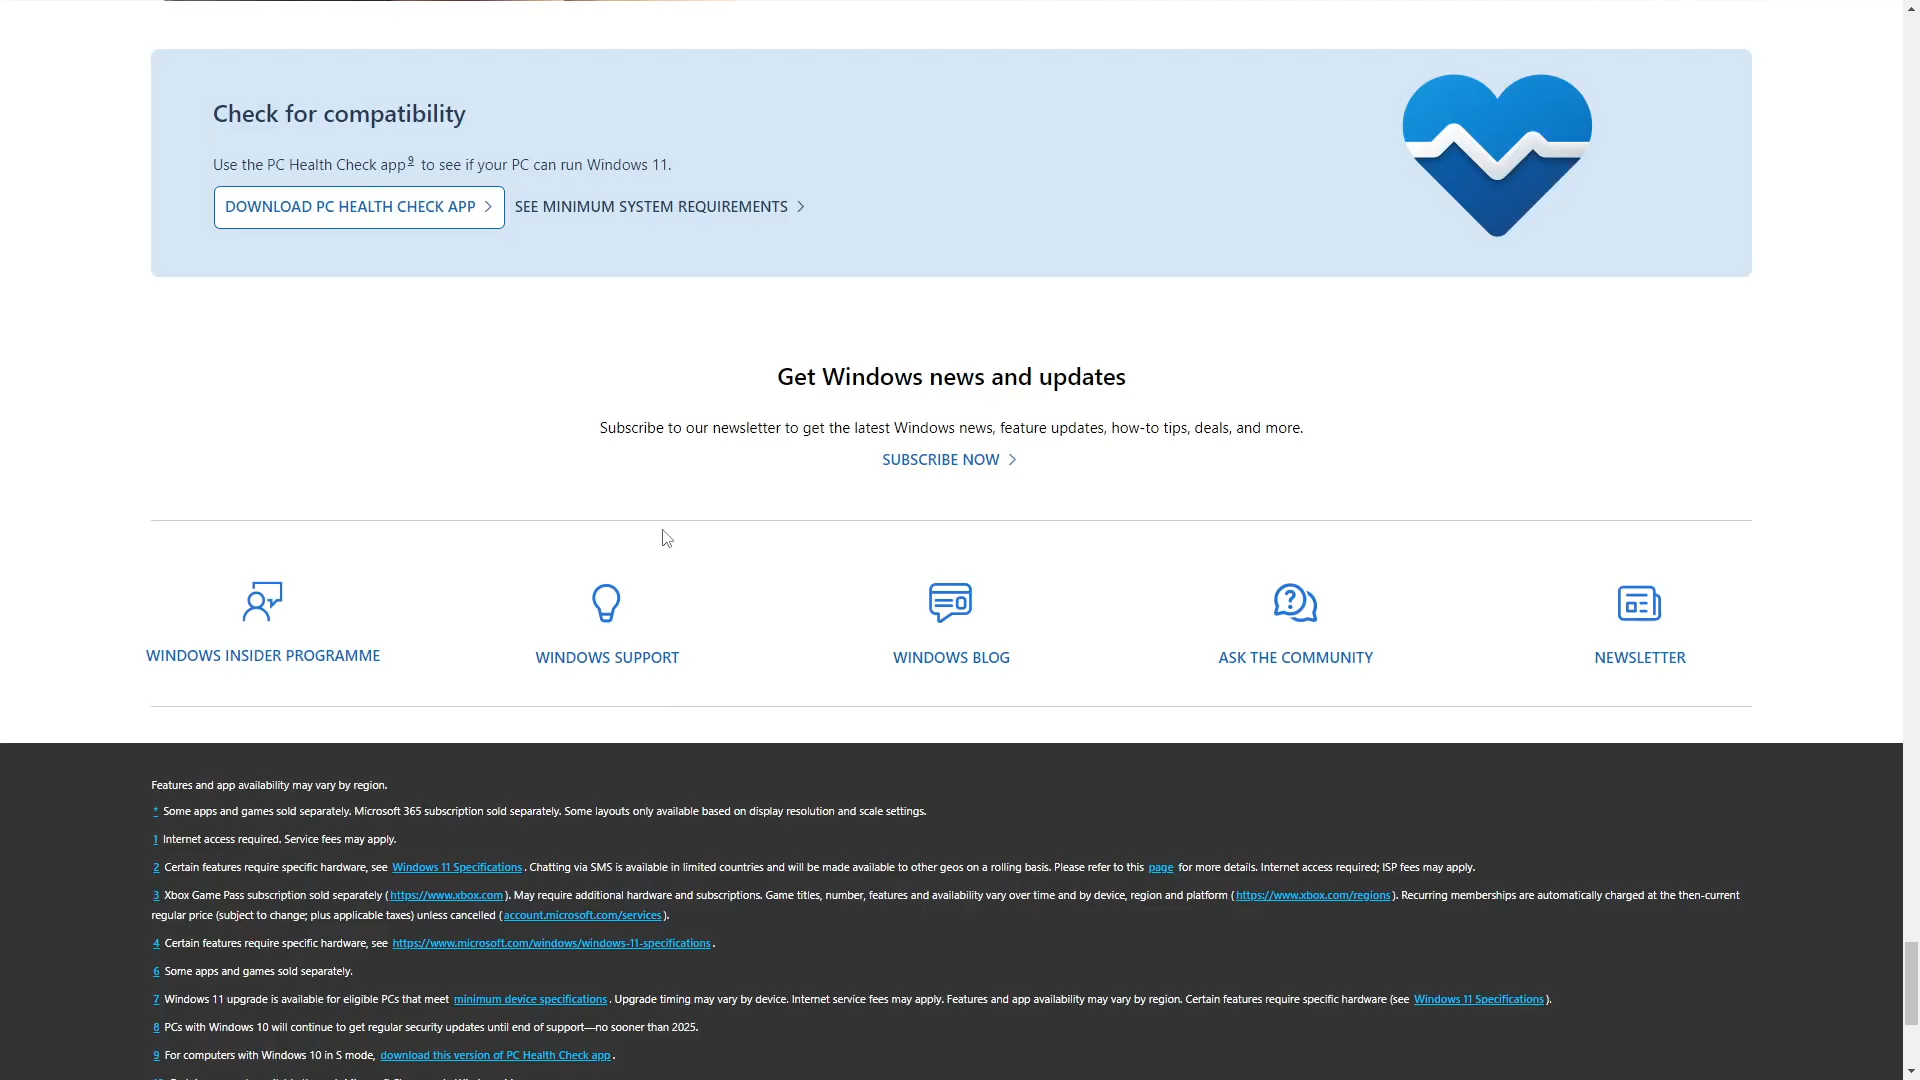 Check for compatibility
Use the PC Health Check app9 to see if your PC can run Windows 11.
DOWNLOAD PC HEALTH CHECK APP
SEE MINIMUM SYSTEM REQUIREMENTS
Get Windows news and updates
Subscribe to our newsletter to get the latest Windows news, feature updates, how-to tips, deals, and more.
SUBSCRIBE NOW
WINDOWS INSIDER PROGRAMME
WINDOWS SUPPORT
WINDOWS BLOG
ASK THE COMMUNITY
NEWSLETTER
Features and app availability may vary by region.
* Some apps and games sold separately. Microsoft 365 subscription sold separately. Some layouts only available based on display resolution and scale settings.
1 Internet access required. Service fees may apply.
2 Certain features require specific hardware, see Windows 11 Specifications. Chatting via SMS is available in limited countries and will be made available to other geos on a rolling basis. Please refer to this page for more details. Internet access required; ISP fees may apply.
3 Xbox Game Pass subscription sold separately (https://www.xbox.com). May require additional hardware and subscriptions. Game titles, number, features and availability vary over time and by device, region and platform (https://www.xbox.com/regions). Recurring memberships are automatically charged at the then-current
regular price (subject to change; plus applicable taxes) unless cancelled (account.microsoft.com/services).
4 Certain features require specific hardware, see https://www.microsoft.com/windows/windows-11-specifications.
6 Some apps and games sold separately.
7 Windows 11 upgrade is available for eligible PCs that meet minimum device specifications. Upgrade timing may vary by device. Internet service fees may apply. Features and app availability may vary by region. Certain features require specific hardware (see Windows 11 Specifications).
8 PCs with Windows 10 will continue to get regular security updates until end of support—no sooner than 2025.
9 For computers with Windows 10 in S mode, download this version of PC Health Check app.